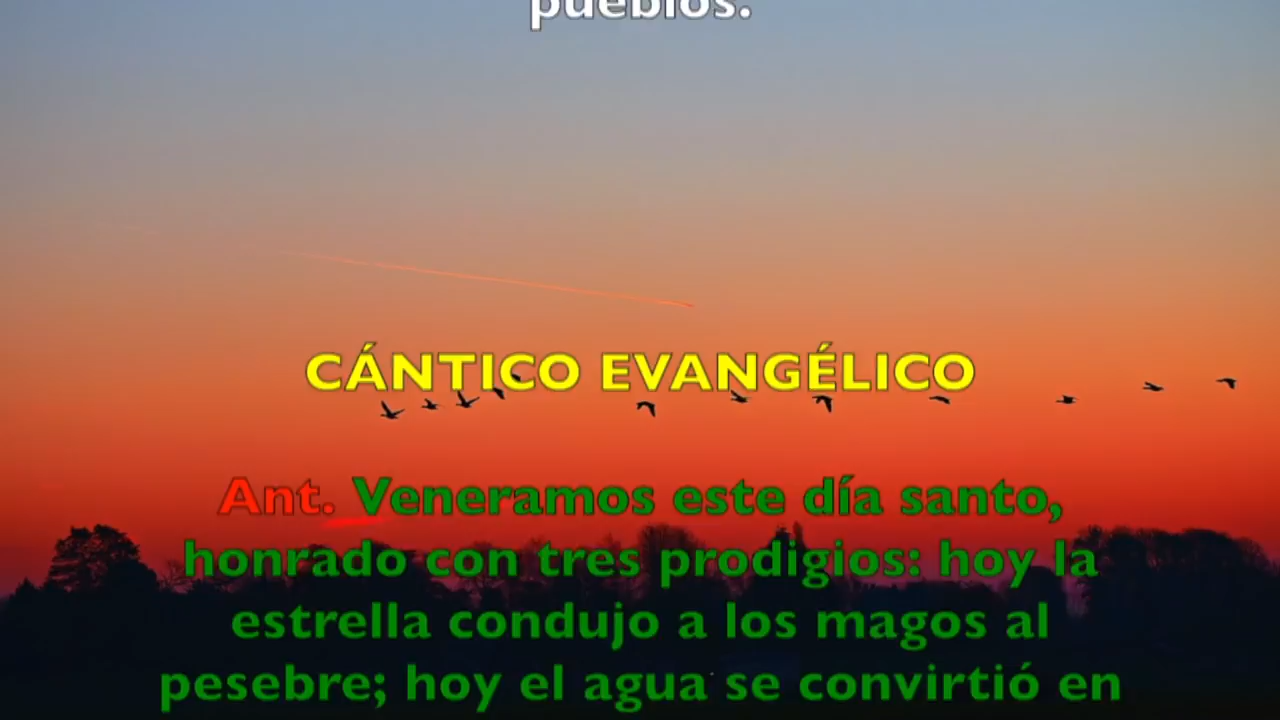 pueblos.
CÁNTICO EVANGÉLICO
Ant. Veneramos este día santo,
honrado con tres prodigios: hoy la
estrella condujo a los magos al
pesebre; hoy el agua se convirtió en